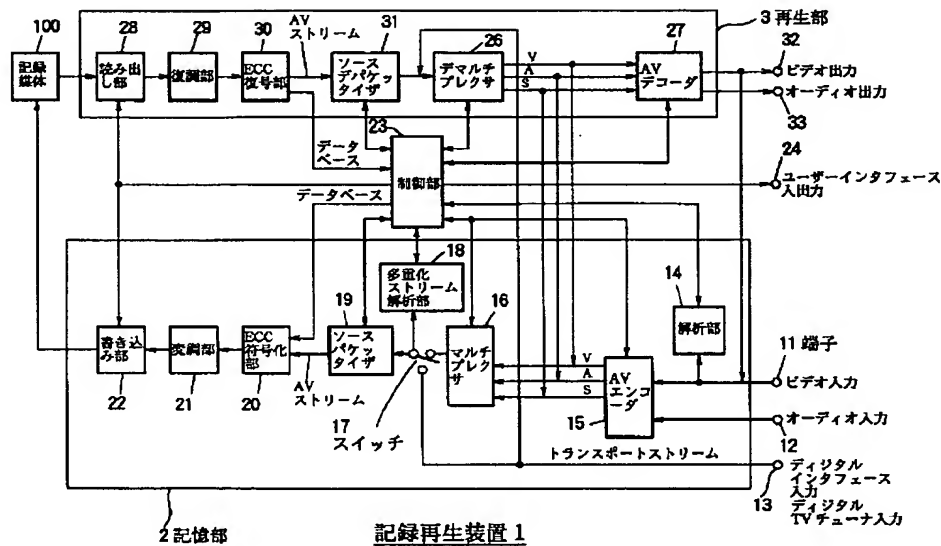 3 再生部
100
記録
媒体
28
読み出
し部
29
復調部
30
ECC
復号部
AV
ストリーム
31
ソース
デパケッ
タイザ
26
デマルチ
プレクサ
V
A
S
27
AV
デコーダ
32
ビデオ出力
オーディオ出力
33
24
ユーザーインタフェース
入出力
23
制御部
データ
ベース
データベース
18
多重化
ストリーム
解析部
14
解析部
19
ソース
パケッ
タイザ
16
マルチ
プレク
サ
V
A
S
AV
エンコ
ーダ
15
11 端子
ビデオ入力
オーディオ入力
12
書き込
み部
22
変調部
21
ECC
符号化
部
20
AV
ストリーム
17
スイッチ
トランスポートストリーム
13
ディジタル
インタフェース
入力
ディジタル
TVチューナ入力
2 記憶部
記録再生装置 1